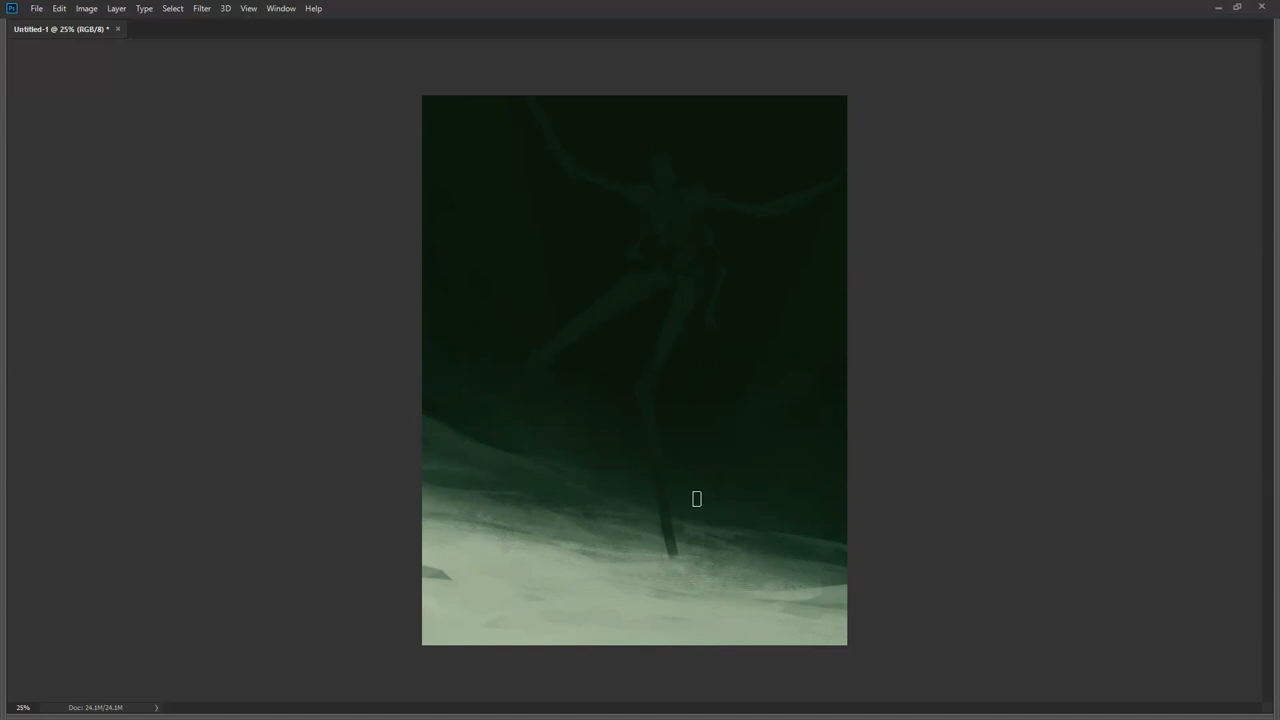 Ps File Edit Image Layer Type Select Filter 3D View Window Help
Untitled-1 @ 25% (RGB/8) * ×
25% Doc: 24.1M/24.1M